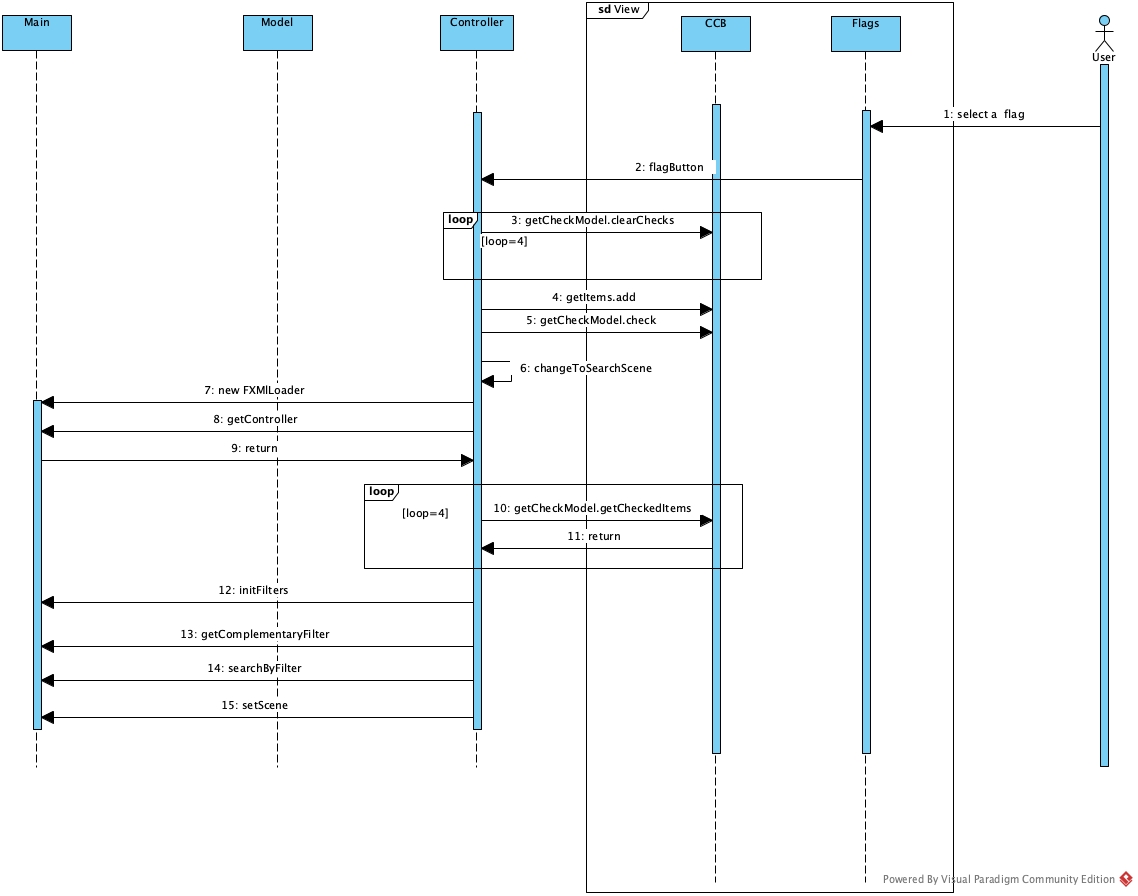 sd View
Main
Model
Controller
CCB
Flags
User
1: select a flag
2: flagButton
loop
3: getCheckModel.clearChecks
[loop=4]
4: getItems.add
5: getCheckModel.check
6: changeToSearchScene
7: new FXMlLoader
8: getController
9: return
loop
10: getCheckModel.getCheckedItems
[loop=4]
11: return
12: initFilters
13: getComplementaryFilter
14: searchByFilter
15: setScene
Powered By Visual Paradigm Community Edition